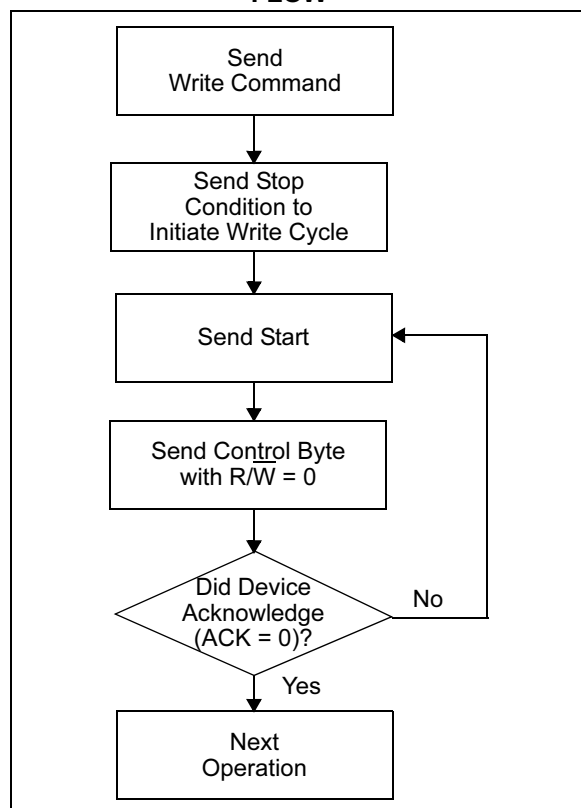 Send
Write Command
Send Stop
Condition to
Initiate Write Cycle
Send Start
Send Control Byte
with R/W̅ = 0
Did Device
Acknowledge
(ACK = 0)?
No
Yes
Next
Operation